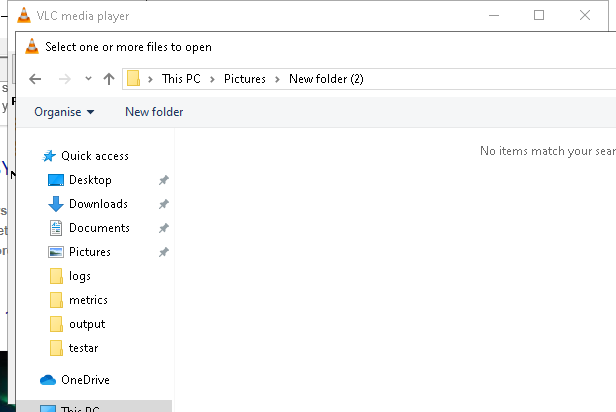 VLC media player
Select one or more files to open
This PC > Pictures > New folder (2)
Organise New folder
No items match your sear
Quick access
Desktop
Downloads
Documents
Pictures
logs
metrics
output
testar
OneDrive
This PC